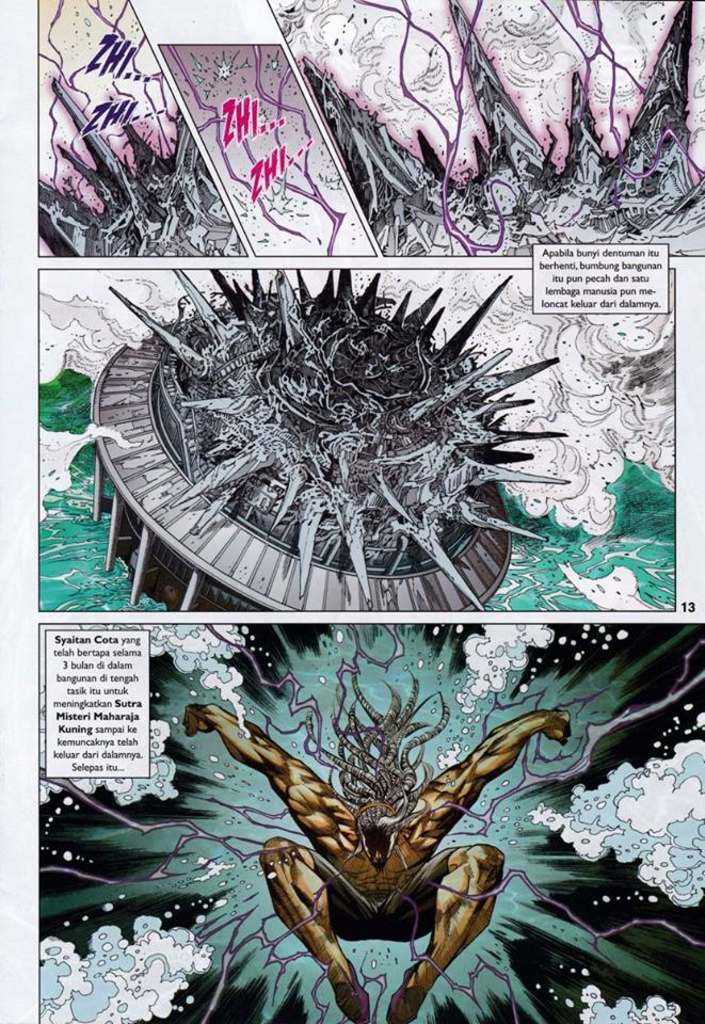 ZHI...
ZHI...
ZHI...
ZHI...
Apabila bunyi dentuman itu
berhenti, bumbung bangunan
itu pun pecah dan satu
lembaga manusia pun me-
loncat keluar dari dalamnya.
13
Syaitan Cota yang
telah bertapa selama
3 bulan di dalam
bangunan di tengah
tasik itu untuk
meningkatkan Sutra
Misteri Maharaja
Kuning sampai ke
kemuncaknya telah
keluar dari dalamnya.
Selepas itu...